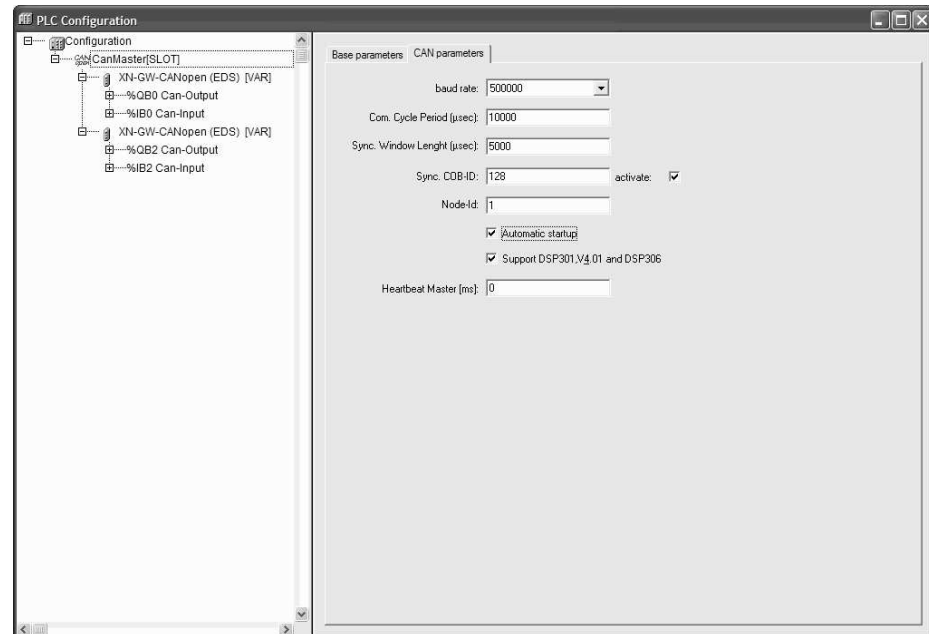 PLC Configuration
Configuration
CAN CanMaster[SLOT]
XN-GW-CANopen (EDS) [VAR]
%QB0 Can-Output
%IB0 Can-Input
XN-GW-CANopen (EDS) [VAR]
%QB2 Can-Output
%IB2 Can-Input
Base parameters CAN parameters
baud rate: 500000
Com. Cycle Period (µsec): 10000
Sync. Window Lenght (µsec): 5000
Sync. COB-ID: 128 activate:
Node-Id: 1
Automatic startup
Support DSP301,V4.01 and DSP306
Heartbeat Master [ms]: 0